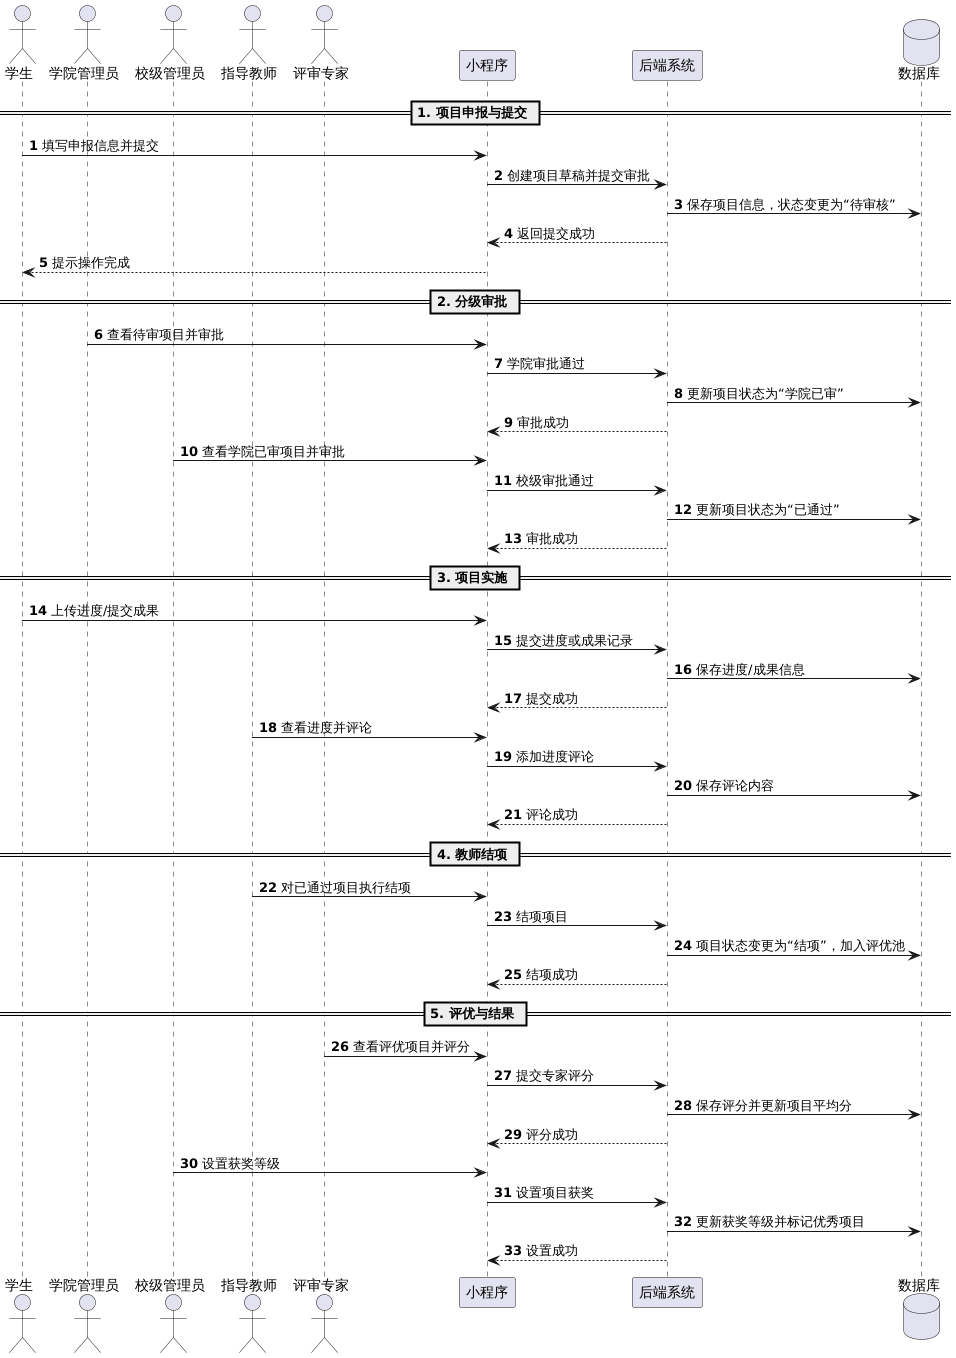 学生 学院管理员 校级管理员 指导教师 评审专家 小程序 后端系统 数据库
1. 项目申报与提交
1 填写申报信息并提交
2 创建项目草稿并提交审批
3 保存项目信息，状态变更为“待审核”
4 返回提交成功
5 提示操作完成
2. 分级审批
6 查看待审项目并审批
7 学院审批通过
8 更新项目状态为“学院已审”
9 审批成功
10 查看学院已审项目并审批
11 校级审批通过
12 更新项目状态为“已通过”
13 审批成功
3. 项目实施
14 上传进度/提交成果
15 提交进度或成果记录
16 保存进度/成果信息
17 提交成功
18 查看进度并评论
19 添加进度评论
20 保存评论内容
21 评论成功
4. 教师结项
22 对已通过项目执行结项
23 结项项目
24 项目状态变更为“结项”，加入评优池
25 结项成功
5. 评优与结果
26 查看评优项目并评分
27 提交专家评分
28 保存评分并更新项目平均分
29 评分成功
30 设置获奖等级
31 设置项目获奖
32 更新获奖等级并标记优秀项目
33 设置成功
学生 学院管理员 校级管理员 指导教师 评审专家 小程序 后端系统 数据库